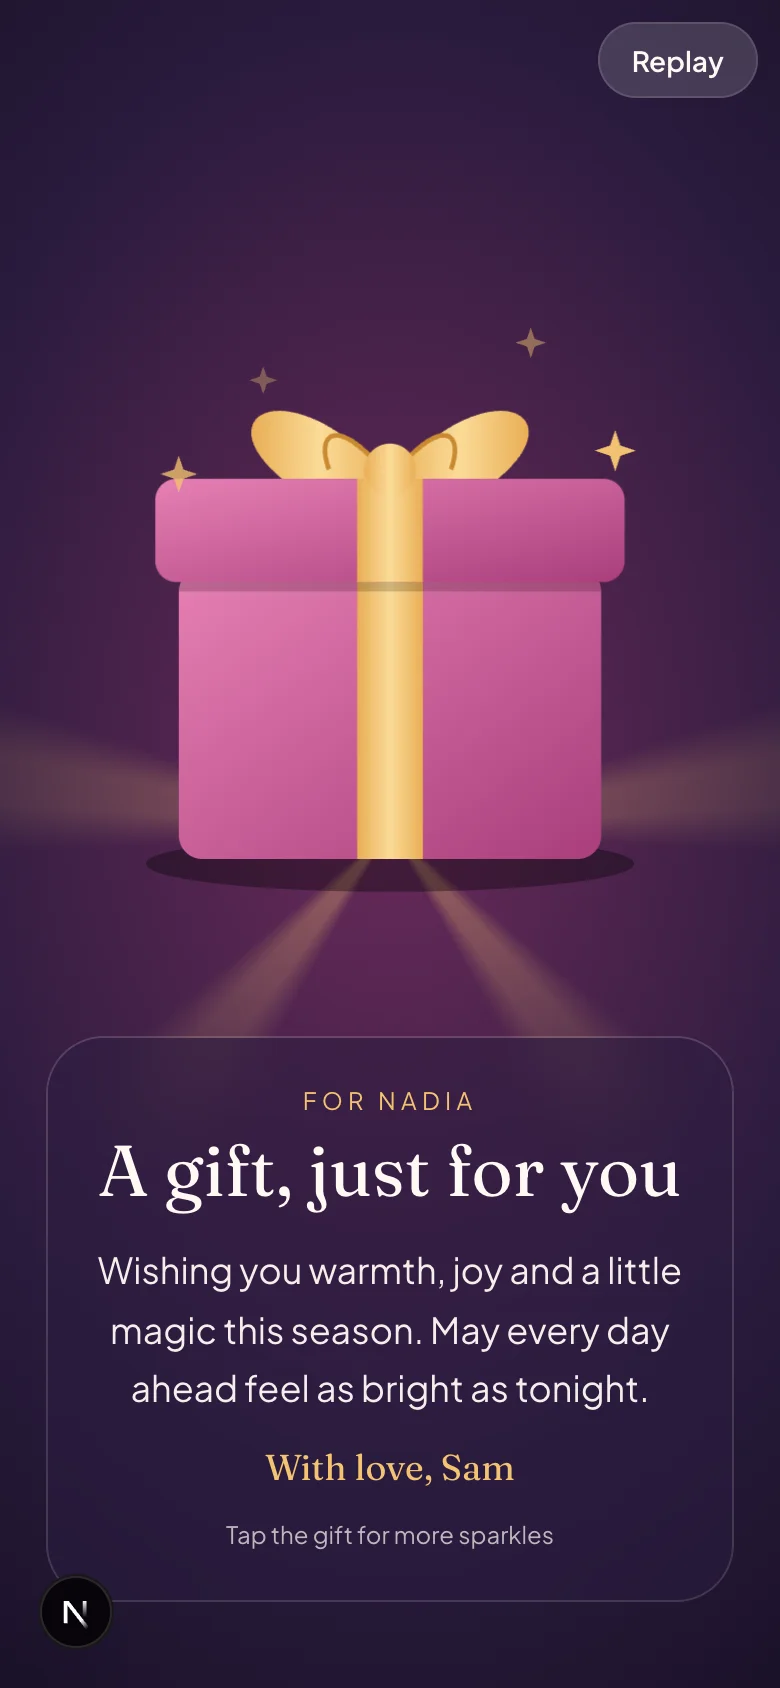 Replay
FOR NADIA
A gift, just for you
Wishing you warmth, joy and a little
magic this season. May every day
ahead feel as bright as tonight.
With love, Sam
Tap the gift for more sparkles
N